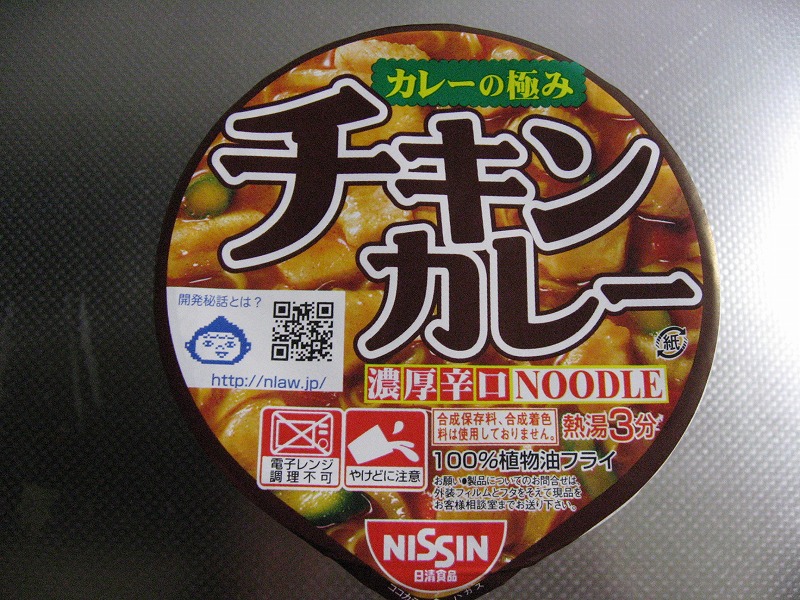 カレーの極み
チキン
カレー
開発秘話とは?
http://nlaw.jp/
紙
濃厚辛口NOODLE
電子レンジ
調理不可
やけどに注意
合成保存料、合成着色
料は使用しておりません。
熱湯3分
100%植物油フライ
お願い●製品についてのお問合せは
外装フィルムとフタをそえて現品を
お客様相談室までお送り下さい。
NISSIN
日清食品